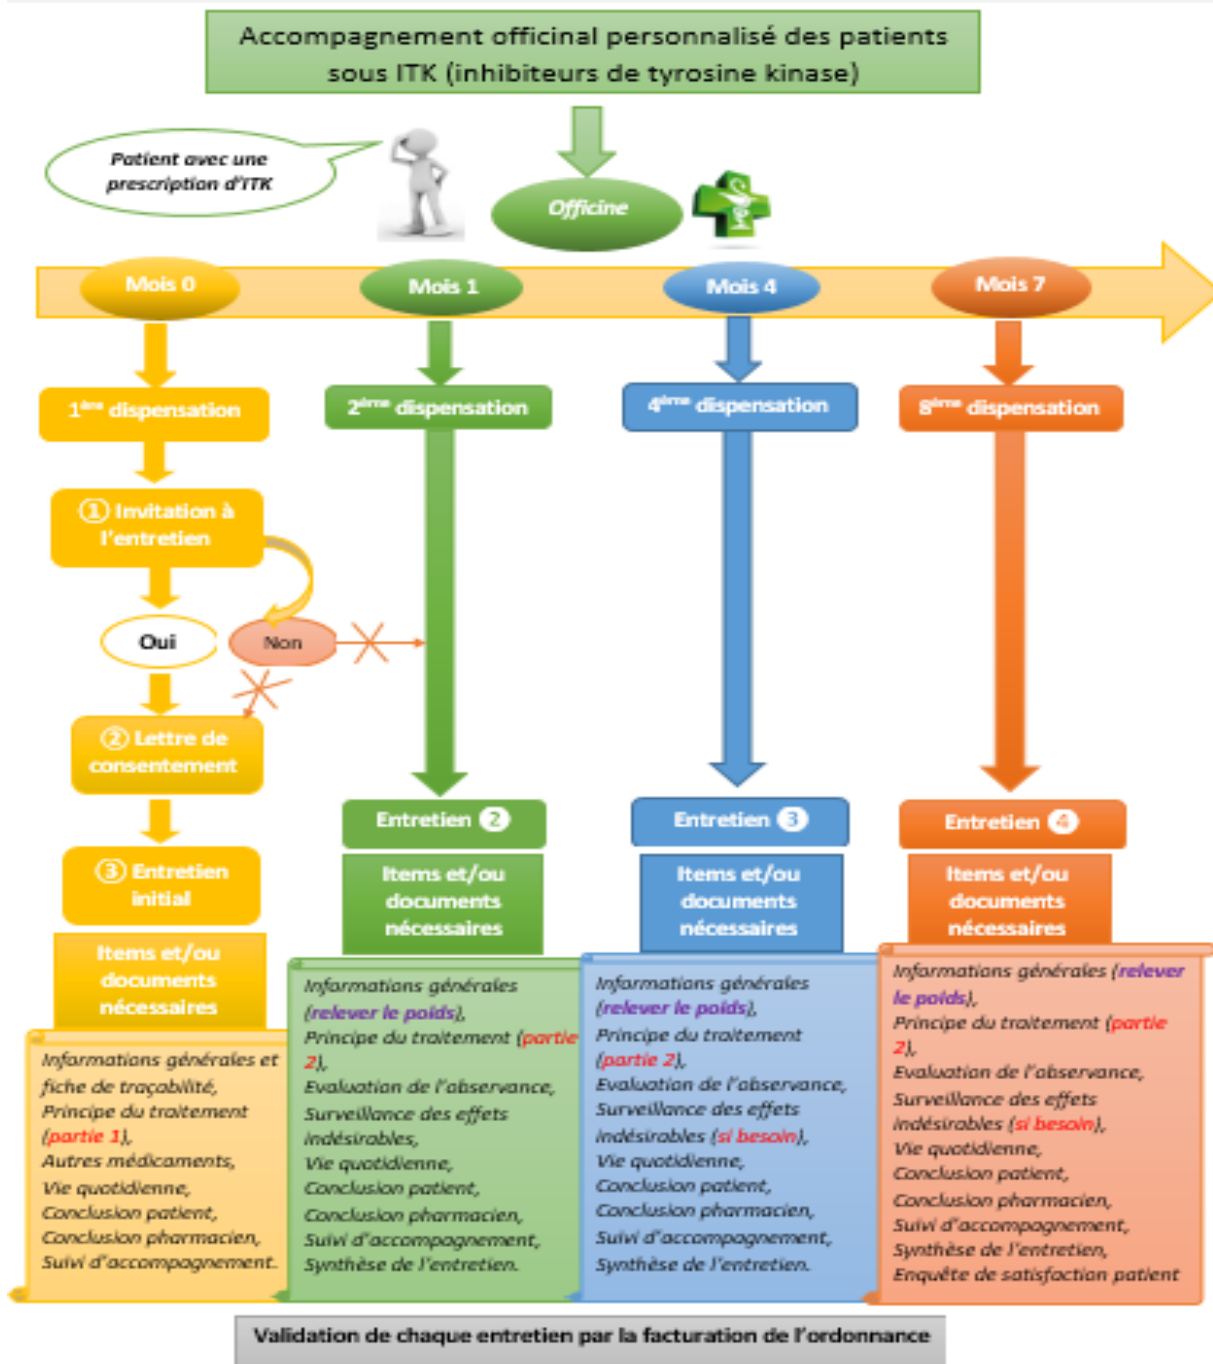 Accompagnement officinal personnalisé des patients
sous ITK (inhibiteurs de tyrosine kinase)
Patient avec une
prescription d'ITK
Officine
Mois 0
Mois 1
Mois 4
Mois 7
1ère dispensation
2ème dispensation
4ème dispensation
8ème dispensation
① Invitation à
l'entretien
Oui
Non
② Lettre de
consentement
③ Entretien
initial
Items et/ou
documents
nécessaires
Informations générales et
fiche de traçabilité,
Principe du traitement
(partie 1),
Autres médicaments,
Vie quotidienne,
Conclusion patient,
Conclusion pharmacien,
Suivi d'accompagnement.
Entretien ❷
Items et/ou
documents
nécessaires
Informations générales
(relever le poids),
Principe du traitement (partie
2),
Evaluation de l'observance,
Surveillance des effets
indésirables,
Vie quotidienne,
Conclusion patient,
Conclusion pharmacien,
Suivi d'accompagnement,
Synthèse de l'entretien.
Entretien ❸
Items et/ou
documents
nécessaires
Informations générales
(relever le poids),
Principe du traitement
(partie 2),
Evaluation de l'observance,
Surveillance des effets
indésirables (si besoin),
Vie quotidienne,
Conclusion patient,
Conclusion pharmacien,
Suivi d'accompagnement,
Synthèse de l'entretien.
Entretien ❹
Items et/ou
documents
nécessaires
Informations générales (relever
le poids),
Principe du traitement (partie
2),
Evaluation de l'observance,
Surveillance des effets
indésirables (si besoin),
Vie quotidienne,
Conclusion patient,
Conclusion pharmacien,
Suivi d'accompagnement,
Synthèse de l'entretien,
Enquête de satisfaction patient
Validation de chaque entretien par la facturation de l'ordonnance